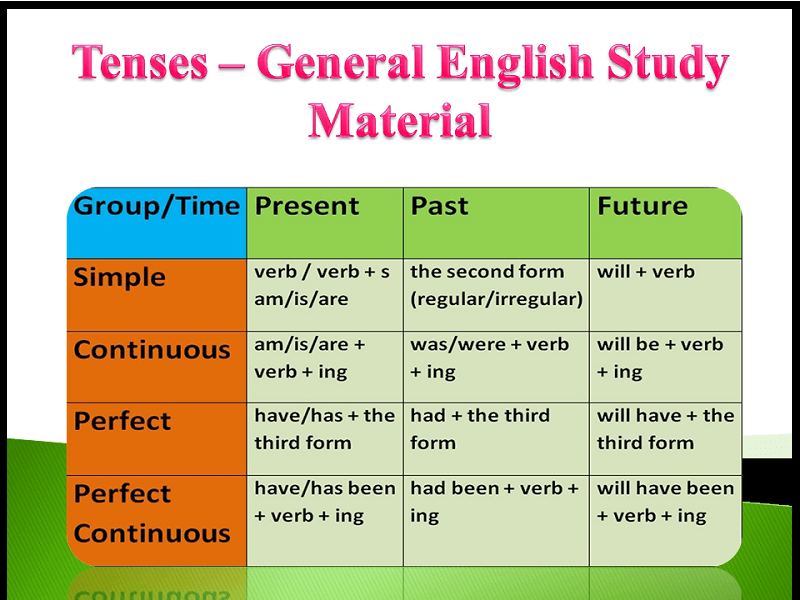 Tenses – General English Study
Material
Group/Time Present Past Future
Simple
verb / verb + s
am/is/are
the second form
(regular/irregular)
will + verb
Continuous
am/is/are +
verb + ing
was/were + verb
+ ing
will be + verb
+ ing
Perfect
have/has + the
third form
had + the third
form
will have + the
third form
Perfect
Continuous
have/has been
+ verb + ing
had been + verb +
ing
will have been
+ verb + ing